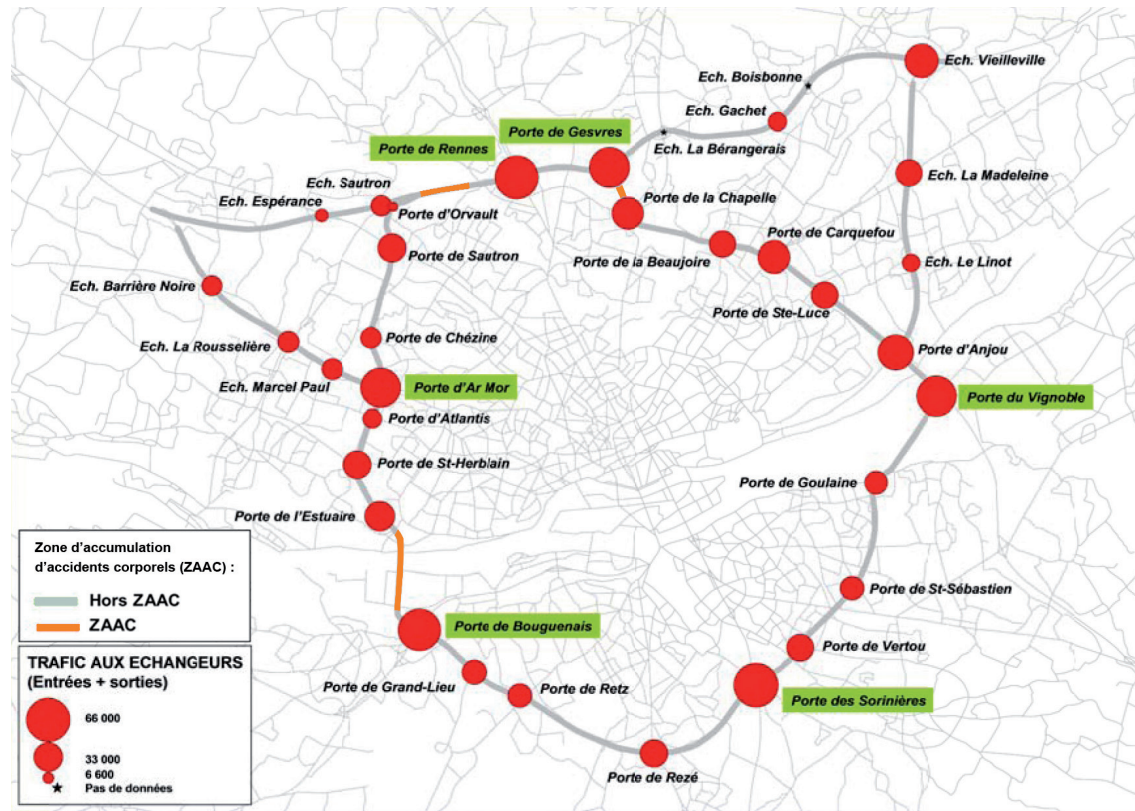 Ech. Vieilleville
Ech. Boisbonne
Ech. Gachet
Porte de Gesvres
Porte de Rennes
Ech. La Bérangerais
Ech. La Madeleine
Ech. Sautron
Ech. Espérance
Porte d'Orvault
Porte de la Chapelle
Porte de Carquefou
Porte de Sautron
Porte de la Beaujoire
Ech. Le Linot
Ech. Barrière Noire
Porte de Ste-Luce
Porte de Chézine
Ech. La Rousselière
Porte d'Anjou
Ech. Marcel Paul
Porte d'Ar Mor
Porte du Vignoble
Porte d'Atlantis
Porte de St-Herblain
Porte de Goulaine
Porte de l'Estuaire
Zone d'accumulation
d'accidents corporels (ZAAC) :
Hors ZAAC
ZAAC
Porte de St-Sébastien
Porte de Bouguenais
Porte de Vertou
TRAFIC AUX ECHANGEURS
(Entrées + sorties)
66 000
33 000
6 600
Pas de données
Porte de Grand-Lieu
Porte de Retz
Porte des Sorinières
Porte de Rezé